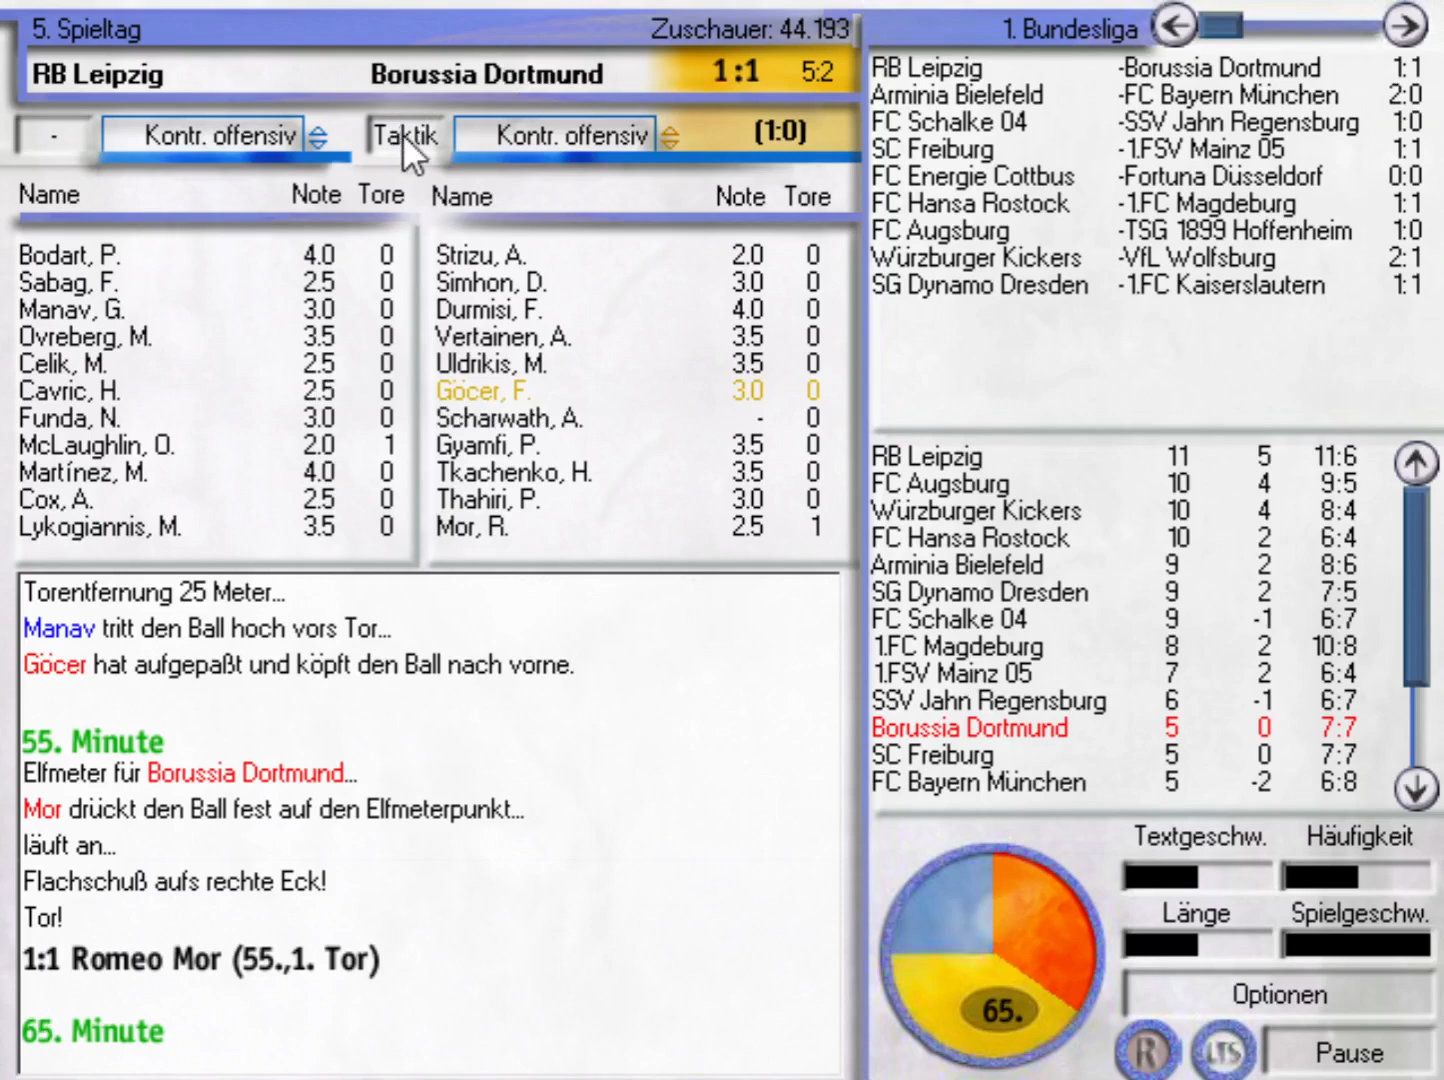 5. Spieltag Zuschauer: 44.193
RB Leipzig Borussia Dortmund 1:1 5:2
- Kontr. offensiv Taktik Kontr. offensiv (1:0)
Name Note Tore Name Note Tore
Bodart, P. 4.0 0 Strizu, A. 2.0 0
Sabag, F. 2.5 0 Simhon, D. 3.0 0
Manav, G. 3.0 0 Durmisi, F. 4.0 0
Ovreberg, M. 3.5 0 Vertainen, A. 3.5 0
Celik, M. 2.5 0 Uldrikis, M. 3.5 0
Cavric, H. 2.5 0 Göcer, F. 3.0 0
Funda, N. 3.0 0 Scharwath, A. - 0
McLaughlin, O. 2.0 1 Gyamfi, P. 3.5 0
Martínez, M. 4.0 0 Tkachenko, H. 3.5 0
Cox, A. 2.5 0 Thahiri, P. 3.0 0
Lykogiannis, M. 3.5 0 Mor, R. 2.5 1
Torentfernung 25 Meter...
Manav tritt den Ball hoch vors Tor...
Göcer hat aufgepaßt und köpft den Ball nach vorne.
55. Minute
Elfmeter für Borussia Dortmund...
Mor drückt den Ball fest auf den Elfmeterpunkt...
läuft an...
Flachschuß aufs rechte Eck!
Tor!
1:1 Romeo Mor (55.,1. Tor)
65. Minute
1. Bundesliga
RB Leipzig -Borussia Dortmund 1:1
Arminia Bielefeld -FC Bayern München 2:0
FC Schalke 04 -SSV Jahn Regensburg 1:0
SC Freiburg -1.FSV Mainz 05 1:1
FC Energie Cottbus -Fortuna Düsseldorf 0:0
FC Hansa Rostock -1.FC Magdeburg 1:1
FC Augsburg -TSG 1899 Hoffenheim 1:0
Würzburger Kickers -VfL Wolfsburg 2:1
SG Dynamo Dresden -1.FC Kaiserslautern 1:1
RB Leipzig 11 5 11:6
FC Augsburg 10 4 9:5
Würzburger Kickers 10 4 8:4
FC Hansa Rostock 10 2 6:4
Arminia Bielefeld 9 2 8:6
SG Dynamo Dresden 9 2 7:5
FC Schalke 04 9 -1 6:7
1.FC Magdeburg 8 2 10:8
1.FSV Mainz 05 7 2 6:4
SSV Jahn Regensburg 6 -1 6:7
Borussia Dortmund 5 0 7:7
SC Freiburg 5 0 7:7
FC Bayern München 5 -2 6:8
Textgeschw. Häufigkeit
Länge Spielgeschw.
65.
Optionen
R LTS Pause